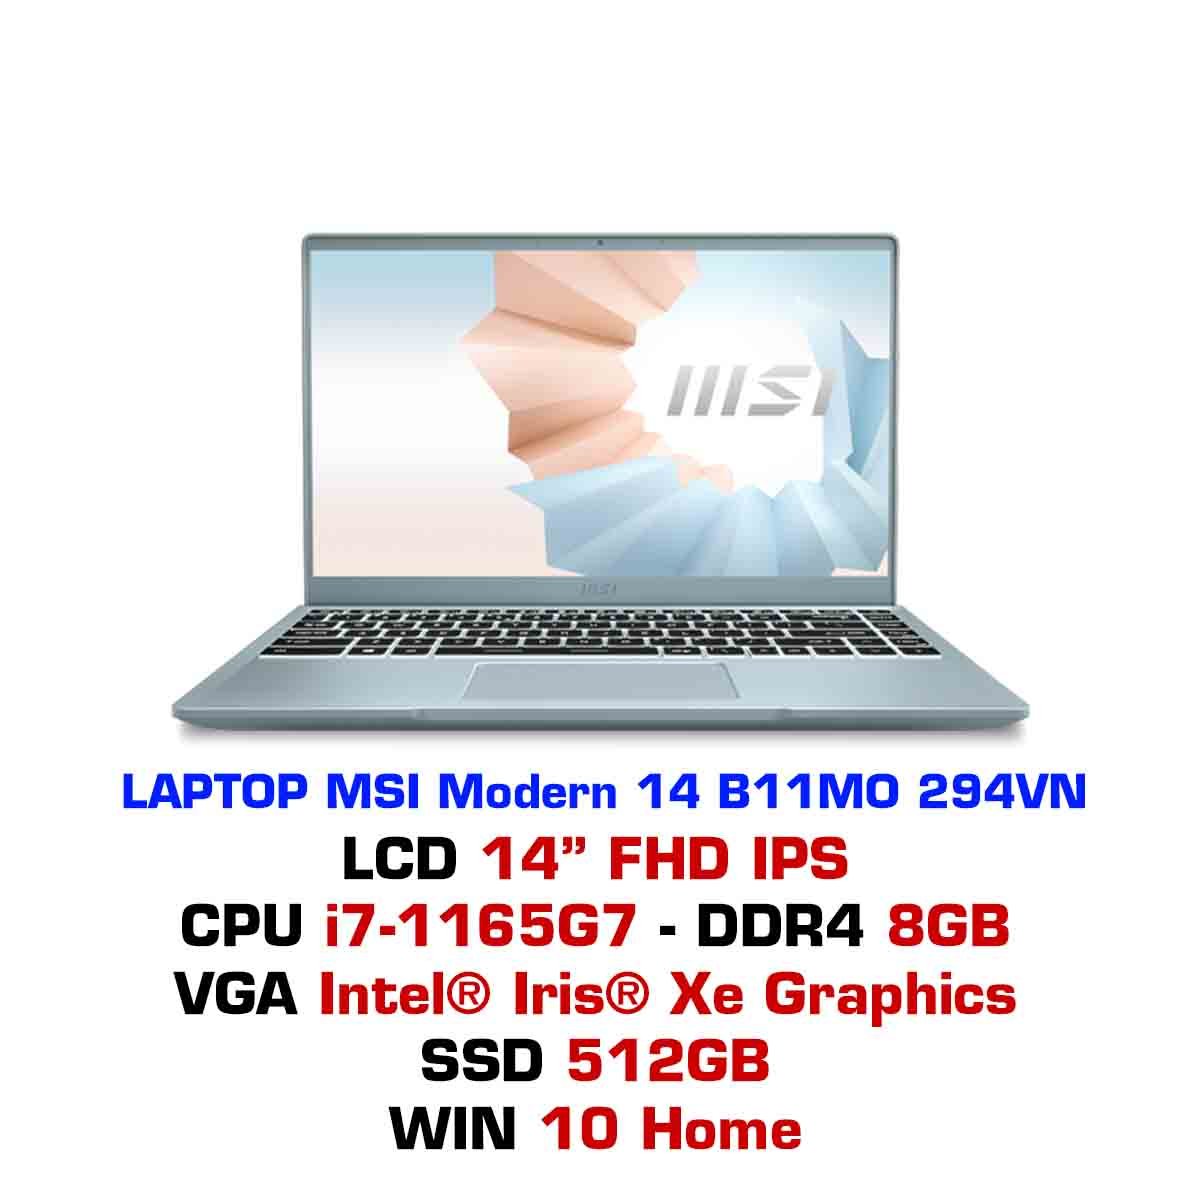 msi
msi
LAPTOP MSI Modern 14 B11MO 294VN
LCD 14” FHD IPS
CPU i7-1165G7 - DDR4 8GB
VGA Intel® Iris® Xe Graphics
SSD 512GB
WIN 10 Home